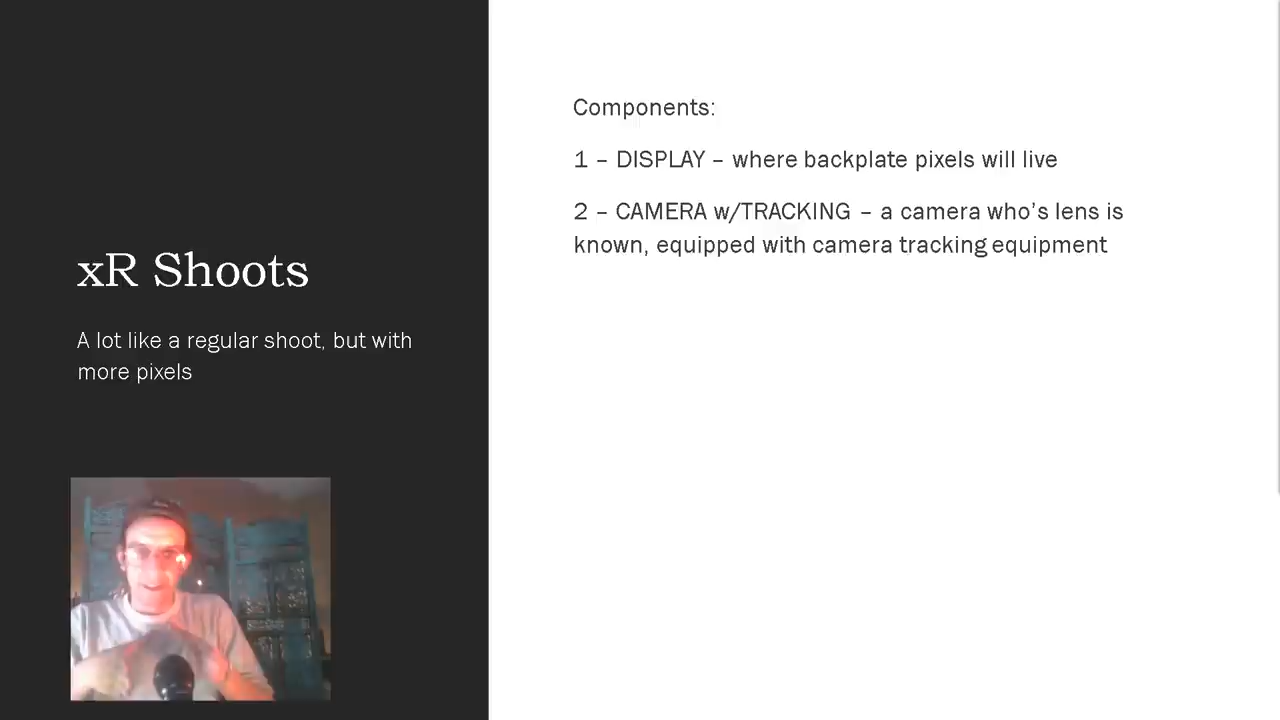 xR Shoots
A lot like a regular shoot, but with
more pixels
Components:
1 – DISPLAY – where backplate pixels will live
2 – CAMERA w/TRACKING – a camera who's lens is
known, equipped with camera tracking equipment